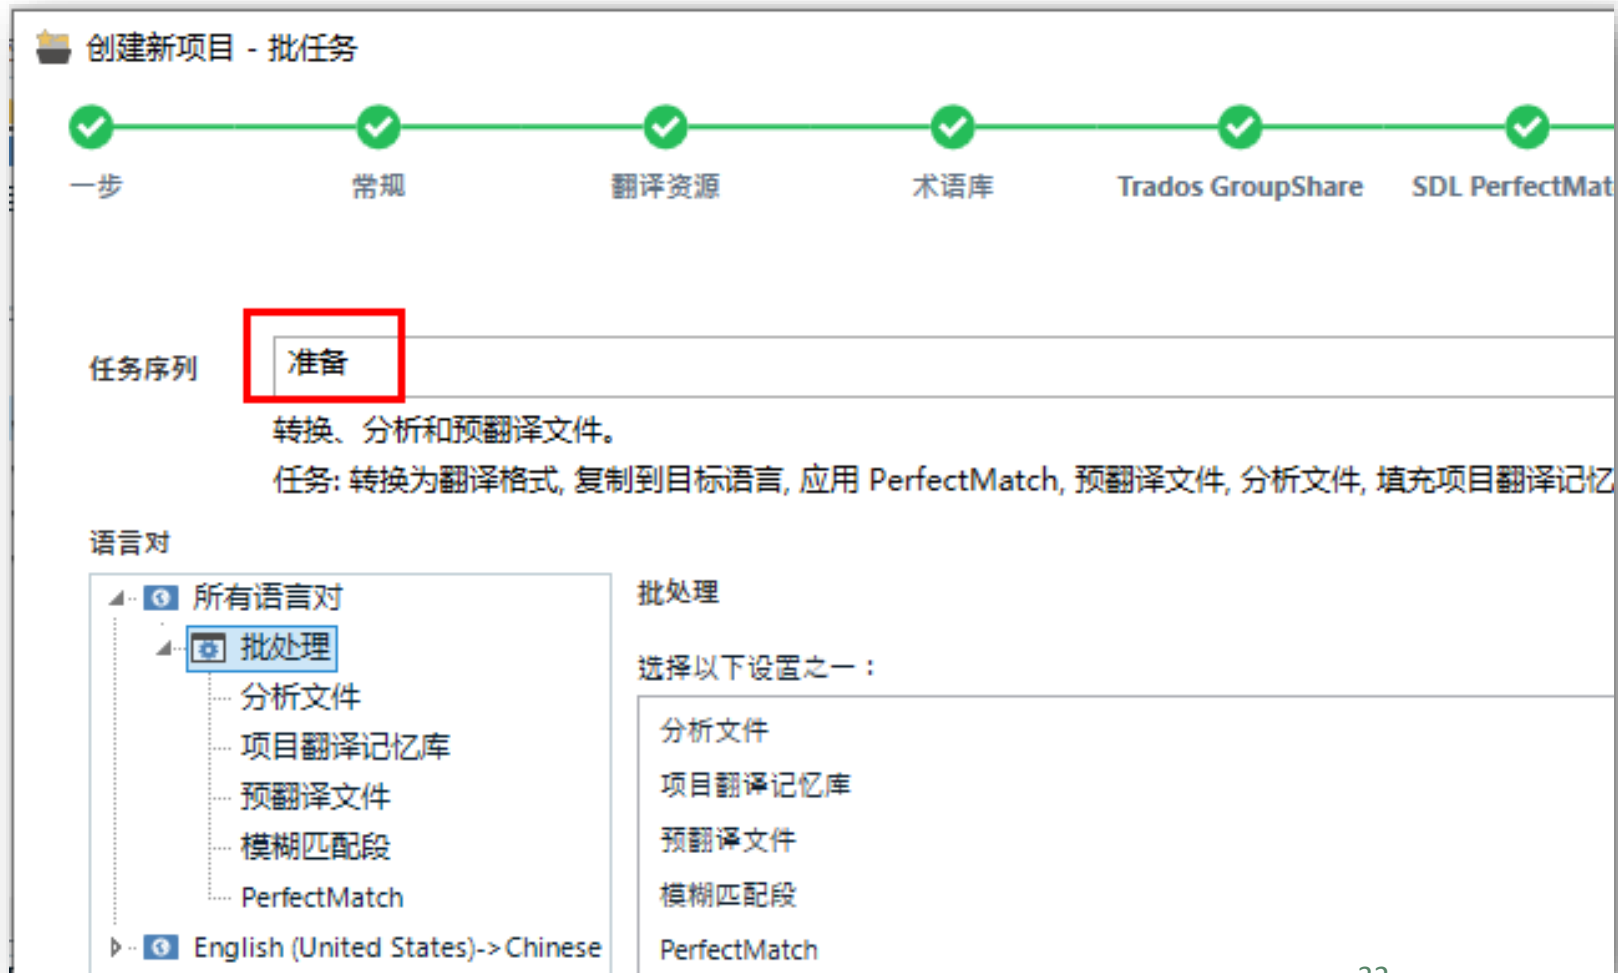 创建新项目 - 批任务
一步 常规 翻译资源 术语库 Trados GroupShare SDL PerfectMat
任务序列 准备
转换、分析和预翻译文件。
任务: 转换为翻译格式, 复制到目标语言, 应用 PerfectMatch, 预翻译文件, 分析文件, 填充项目翻译记忆
语言对
所有语言对
批处理
分析文件
项目翻译记忆库
预翻译文件
模糊匹配段
PerfectMatch
English (United States)->Chinese
批处理
选择以下设置之一：
分析文件
项目翻译记忆库
预翻译文件
模糊匹配段
PerfectMatch